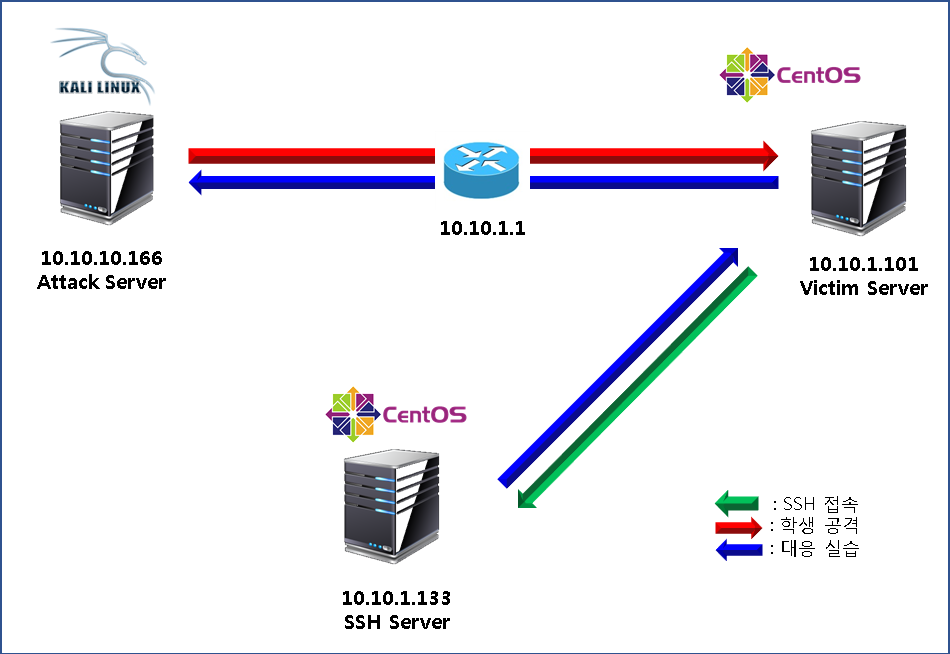 KALI LINUX
CentOS
10.10.1.1
10.10.10.166
Attack Server
10.10.1.101
Victim Server
CentOS
: SSH 접속
: 학생 공격
: 대응 실습
10.10.1.133
SSH Server